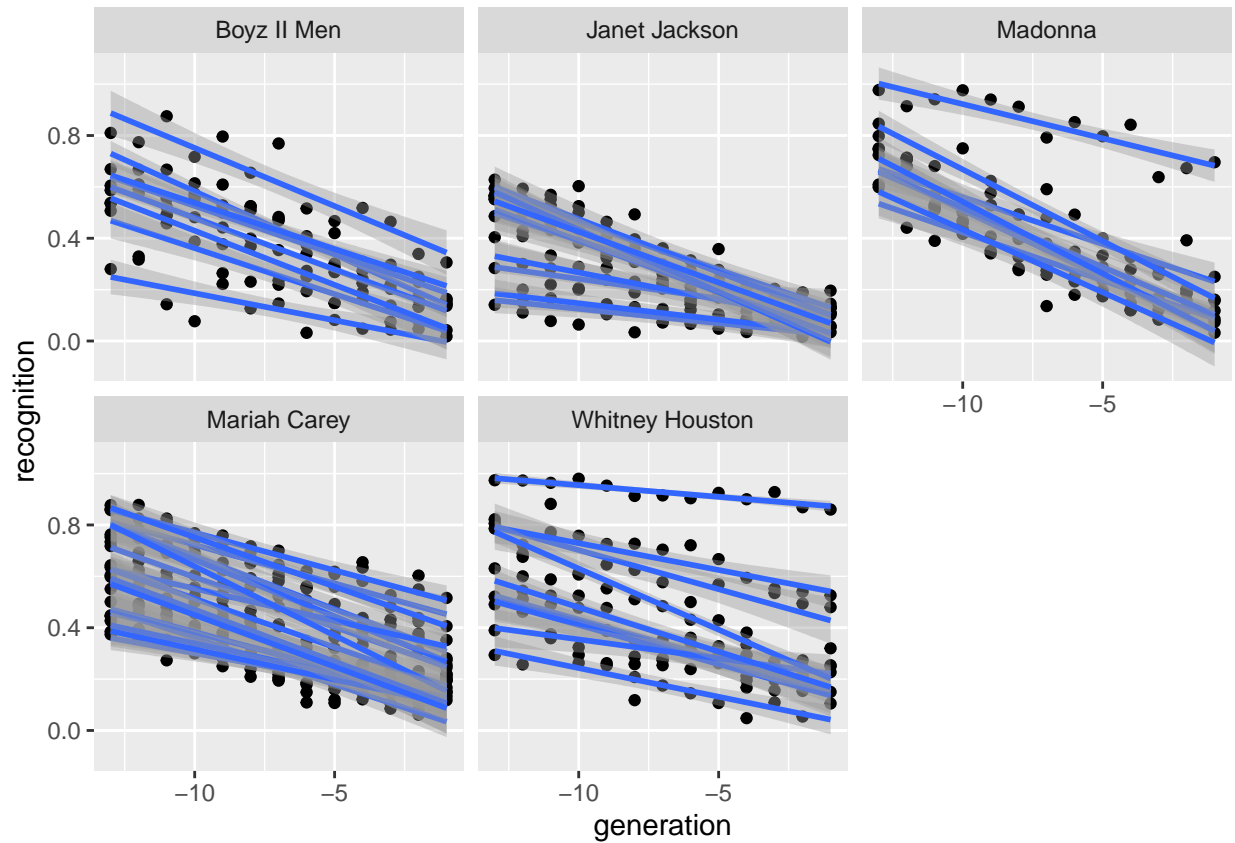 Boyz II Men
Janet Jackson
Madonna
0.8
0.4
0.0
−10
−5
Mariah Carey
Whitney Houston
0.8
0.4
0.0
−10
−5
−10
−5
generation
recognition